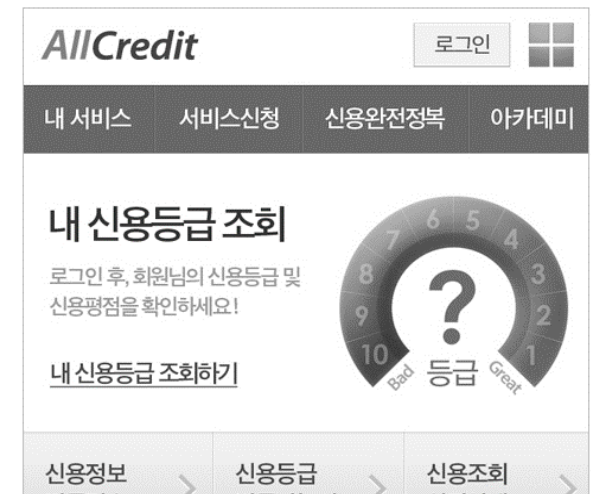 AllCredit
로그인
내 서비스 서비스신청 신용완전정복 아카데미
내 신용등급 조회
로그인 후, 회원님의 신용등급 및
신용평점을 확인하세요!
내 신용등급 조회하기
10 9 8 7 6 5 4 3 2 1
?
Bad 등급 Great
신용정보 신용등급 신용조회